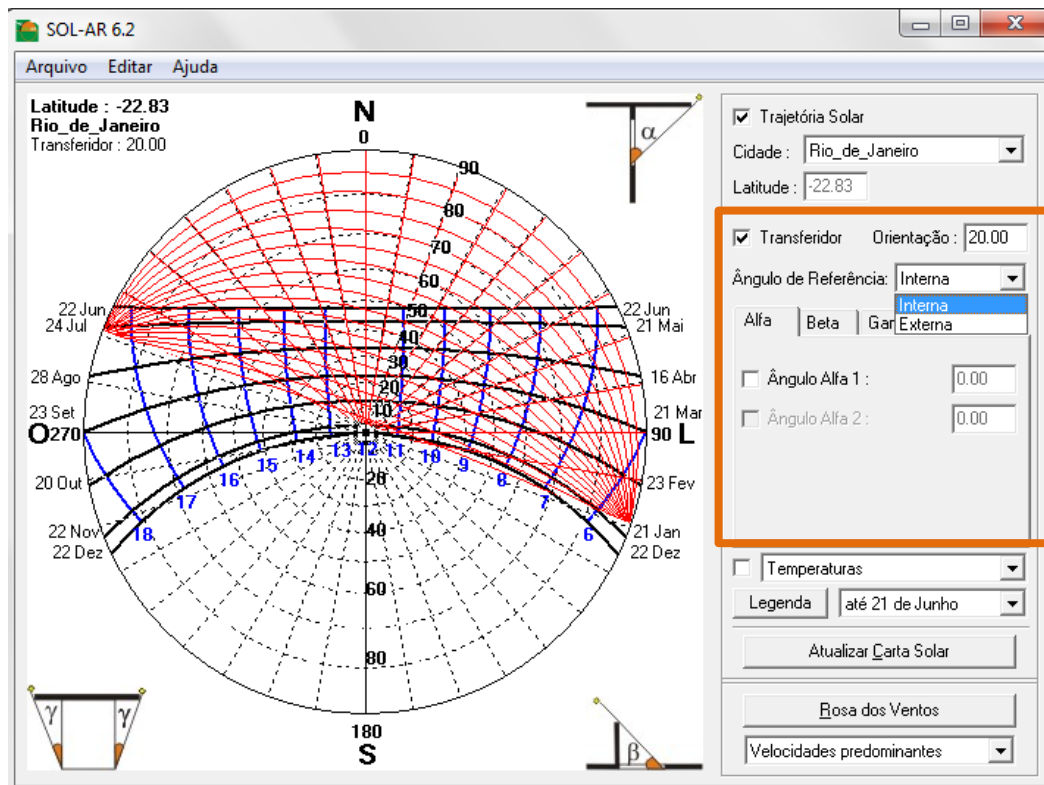 SOL-AR 6.2
Arquivo Editar Ajuda
Latitude : -22.83
Rio_de_Janeiro
Transferidor : 20.00
N
0
90
80
70
60
50
40
30
20
10
22 Jun
24 Jul
28 Ago
23 Set
O 270
20 Out
22 Nov
22 Dez
22 Jun
21 Mai
16 Abr
21 Mar
90 L
23 Fev
21 Jan
22 Dez
18 17 16 15 14 13 12 11 10 9 8 7 6
20
40
60
80
180
S
α
γ γ
β
Trajetória Solar
Cidade : Rio_de_Janeiro
Latitude : -22.83
Transferidor Orientação : 20.00
Ângulo de Referência: Interna
Interna
Externa
Alfa Beta Gar
Ângulo Alfa 1 : 0.00
Ângulo Alfa 2 : 0.00
Temperaturas
Legenda até 21 de Junho
Atualizar Carta Solar
Rosa dos Ventos
Velocidades predominantes